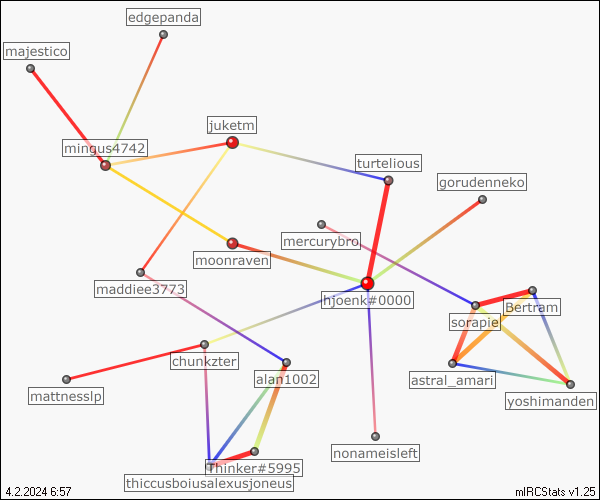 edgepanda
majestico
juketm
mingus4742
turtelious
gorudenneko
mercurybro
moonraven
maddiee3773
hjoenk#0000
Bertram
sorapie
chunkzter
alan1002
astral_amari
mattnesslp
yoshimanden
nonameisleft
Thinker#5995
thiccusboiusalexusjoneus
4.2.2024 6:57
mIRCStats v1.25